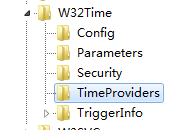 W32Time
Config
Parameters
Security
TimeProviders
TriggerInfo